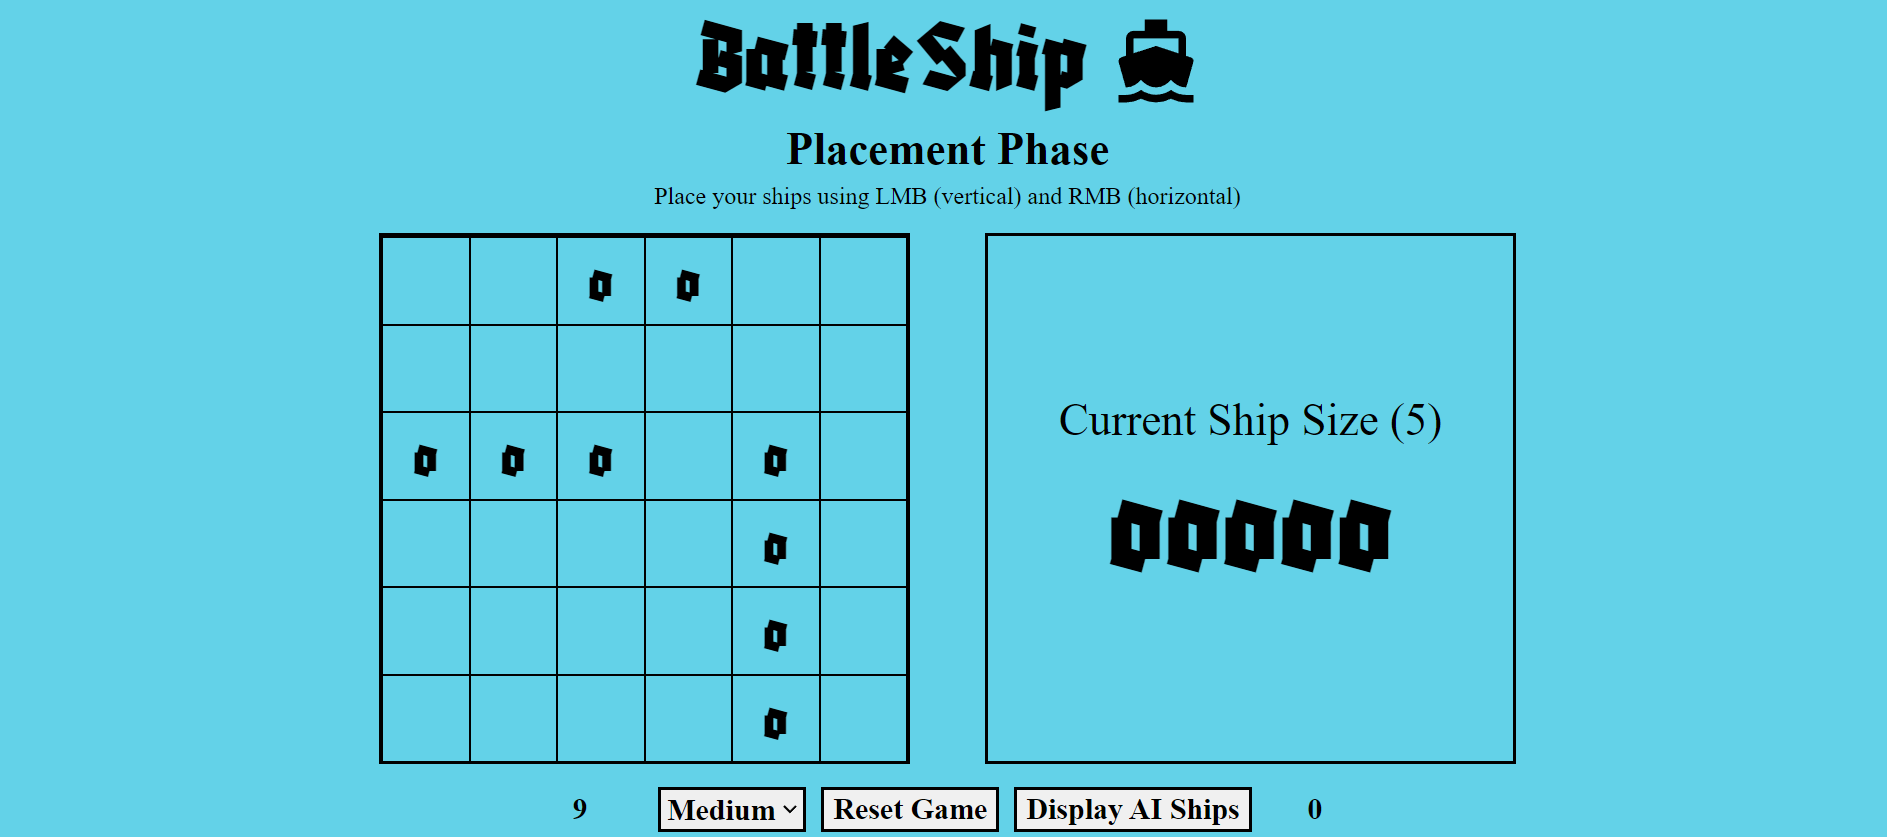 BattleShip
Placement Phase
Place your ships using LMB (vertical) and RMB (horizontal)
o o
o o o o
o
o
o
Current Ship Size (5)
ooooo
9 Medium Reset Game Display AI Ships 0